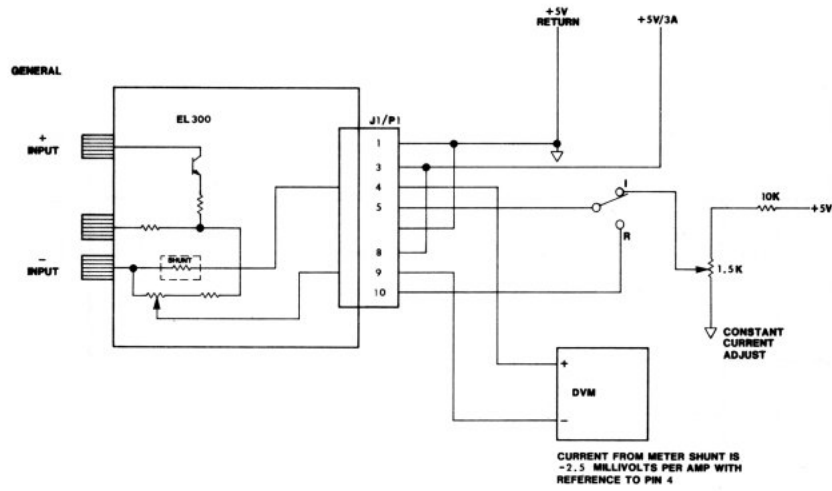 +5V
RETURN
+5V/3A
GENERAL
EL300
J1/P1
+
INPUT
1
3
4
5
8
9
10
I
R
10K
+5V
-
INPUT
SHUNT
1.5K
CONSTANT
CURRENT
ADJUST
+
DVM
-
CURRENT FROM METER SHUNT IS
-2.5 MILLIVOLTS PER AMP WITH
REFERENCE TO PIN 4